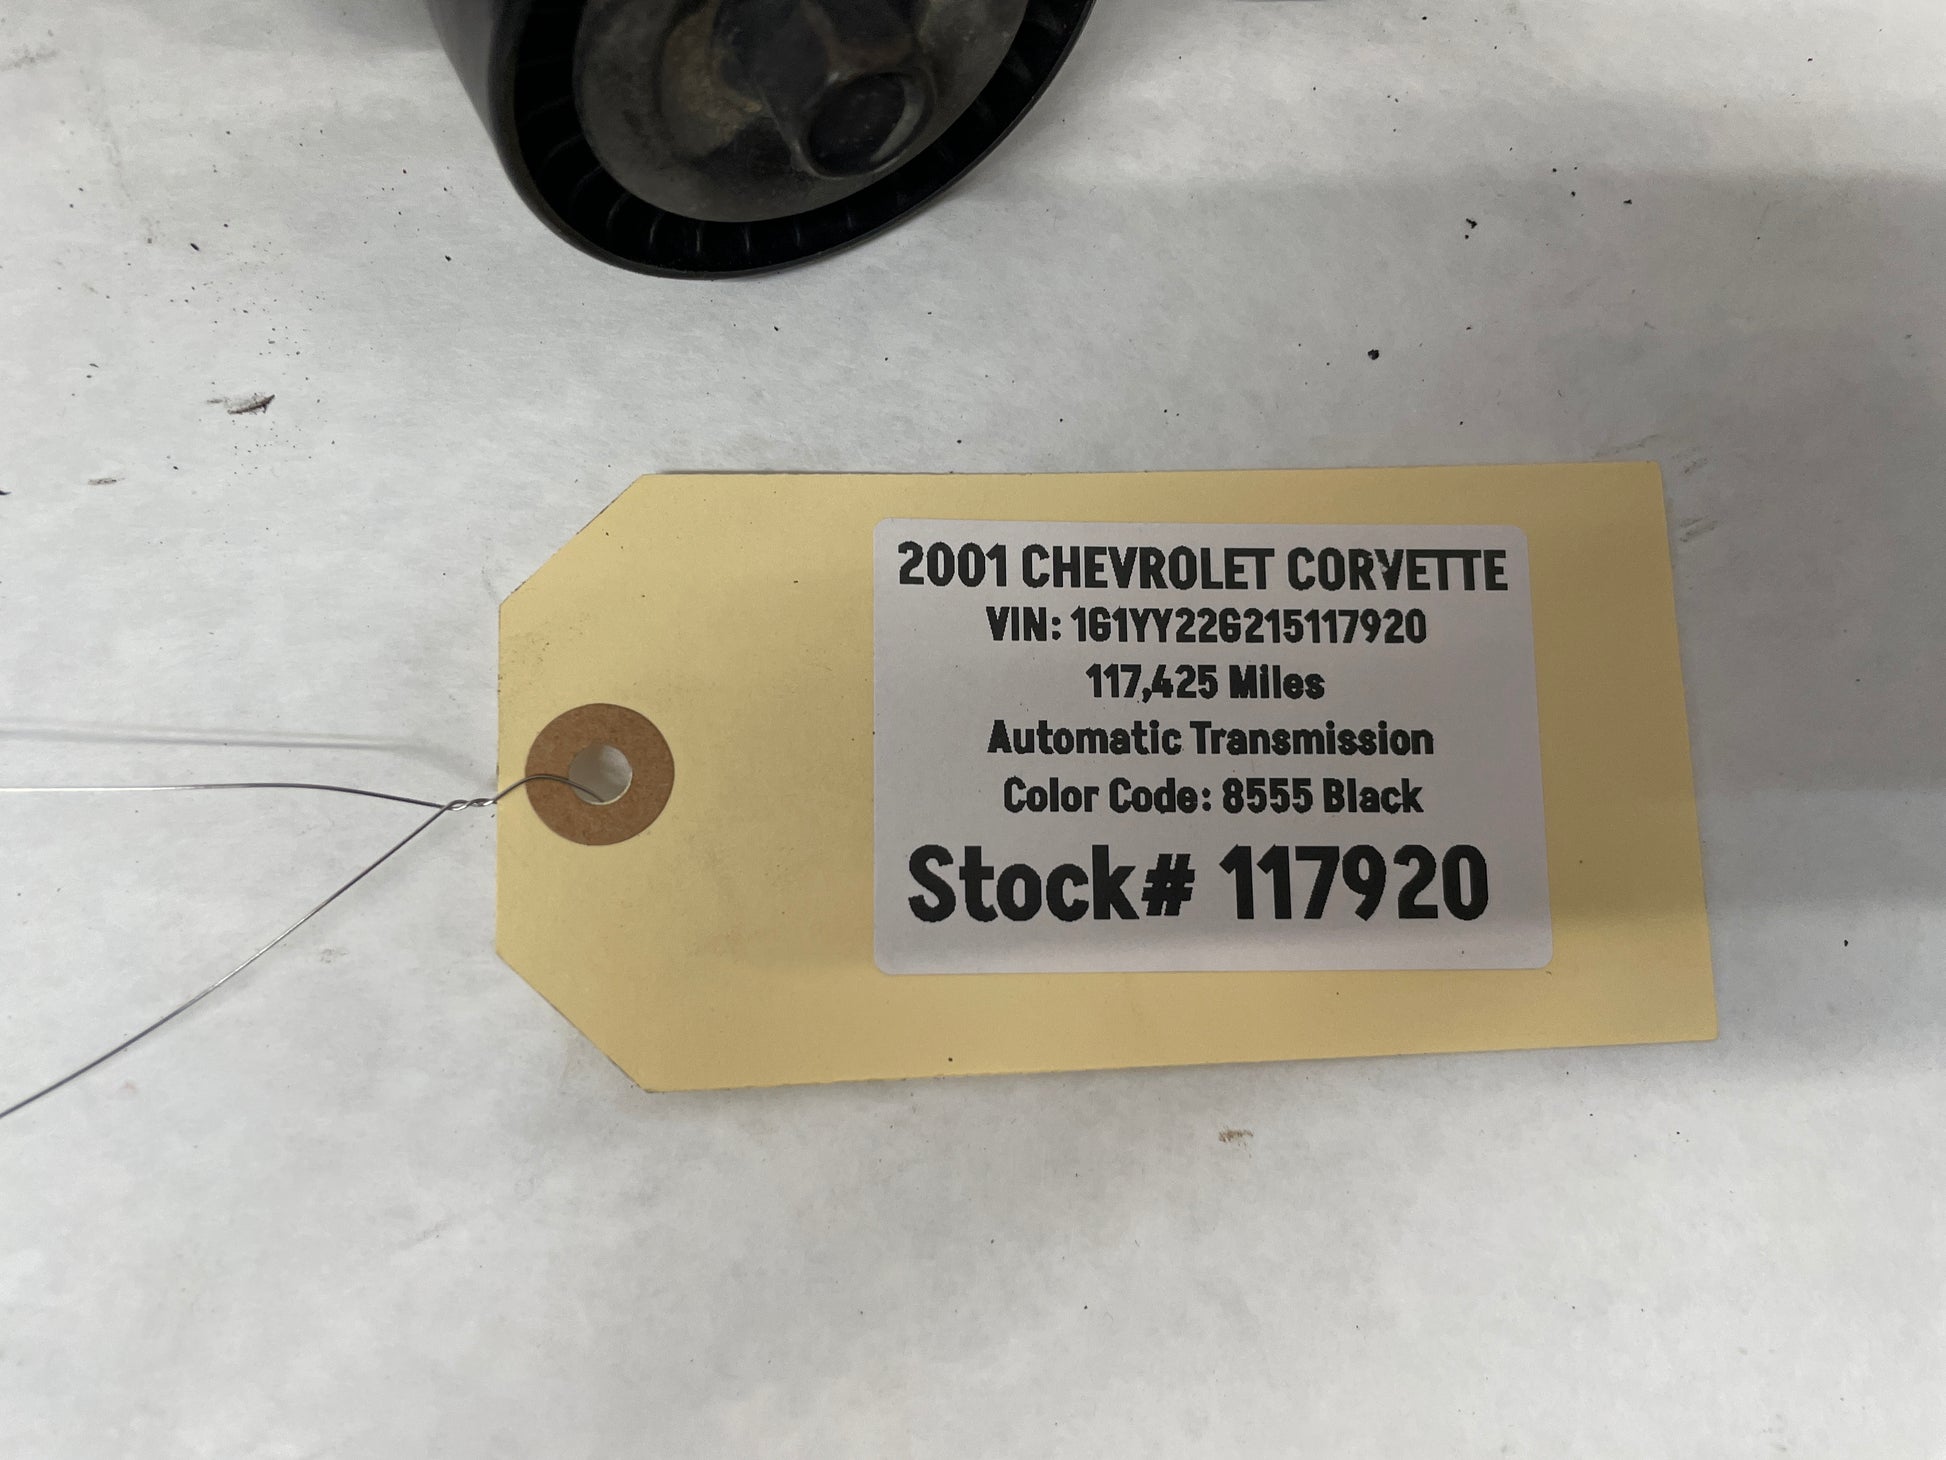 2001 CHEVROLET CORVETTE
VIN: 1G1YY22G215117920
117,425 Miles
Automatic Transmission
Color Code: 8555 Black
Stock# 117920